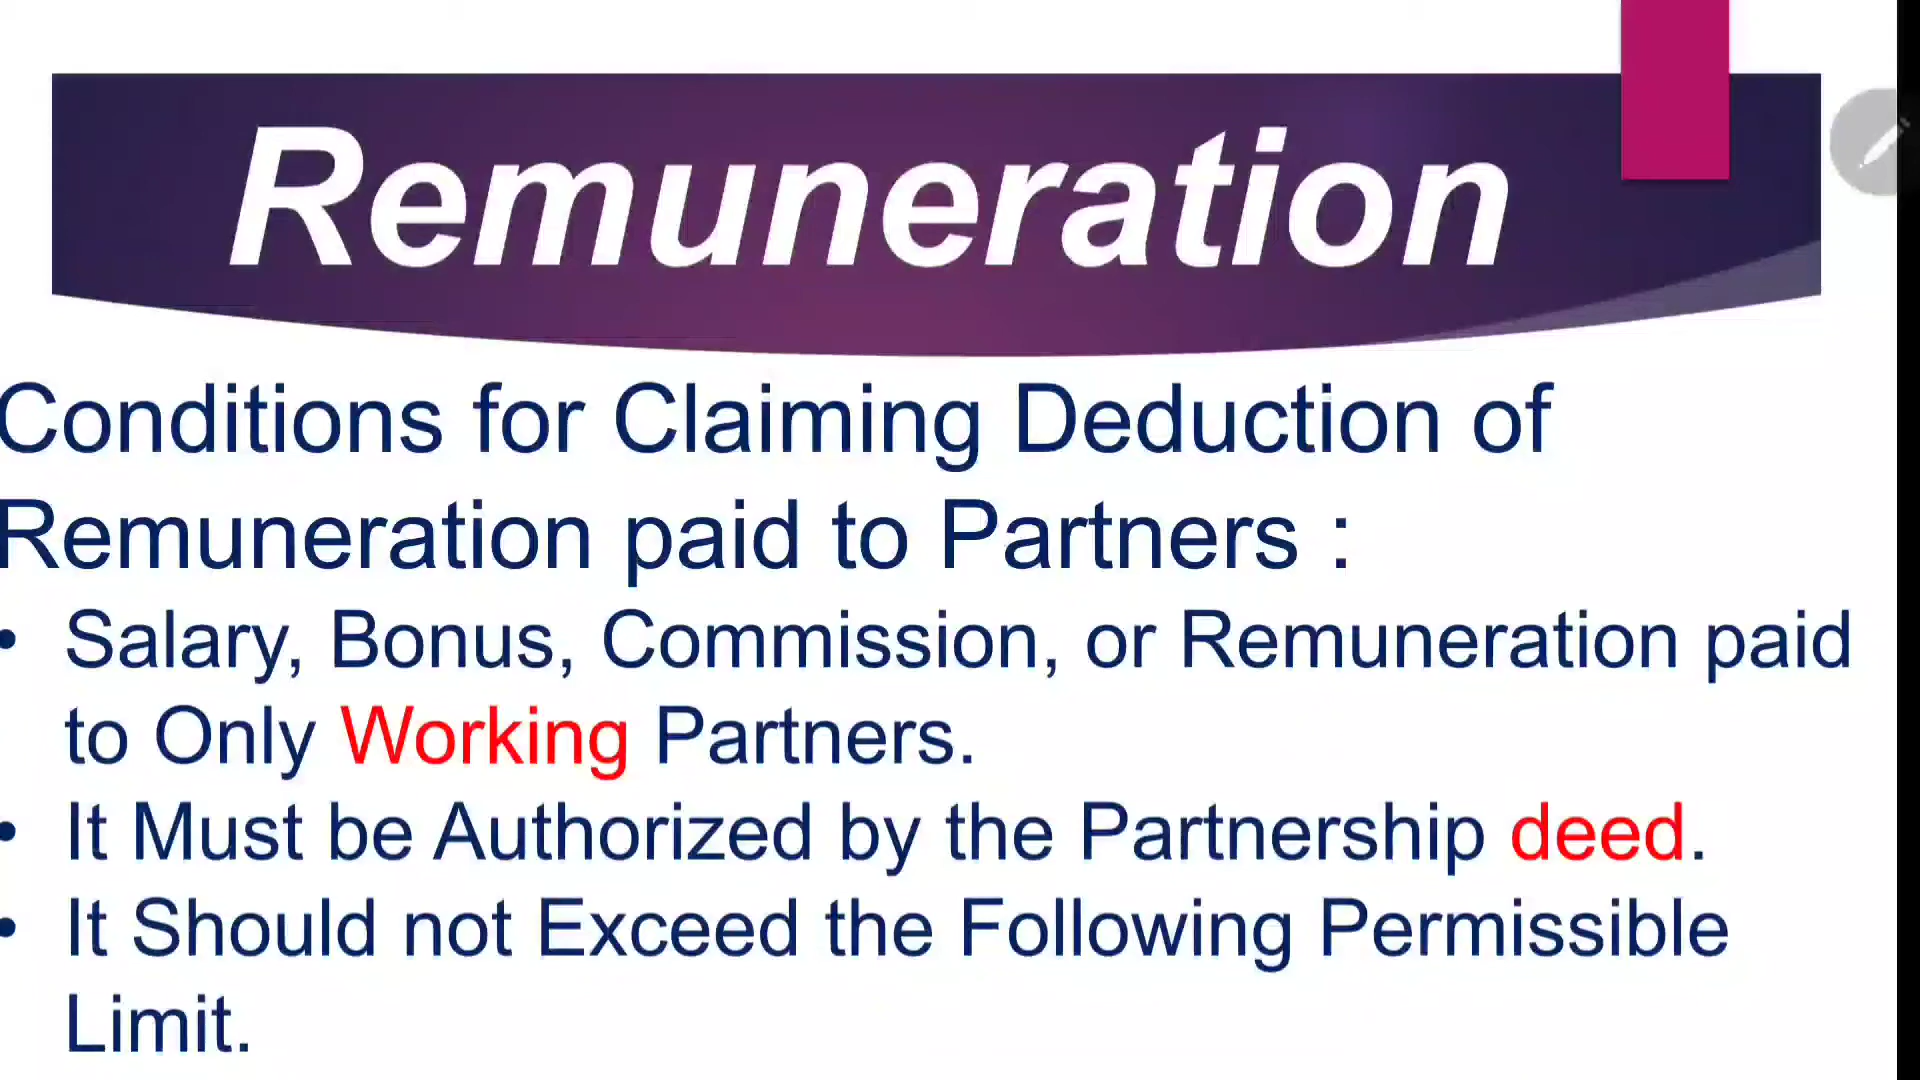 Remuneration
Conditions for Claiming Deduction of
Remuneration paid to Partners :
• Salary, Bonus, Commission, or Remuneration paid
to Only Working Partners.
• It Must be Authorized by the Partnership deed.
• It Should not Exceed the Following Permissible
Limit.